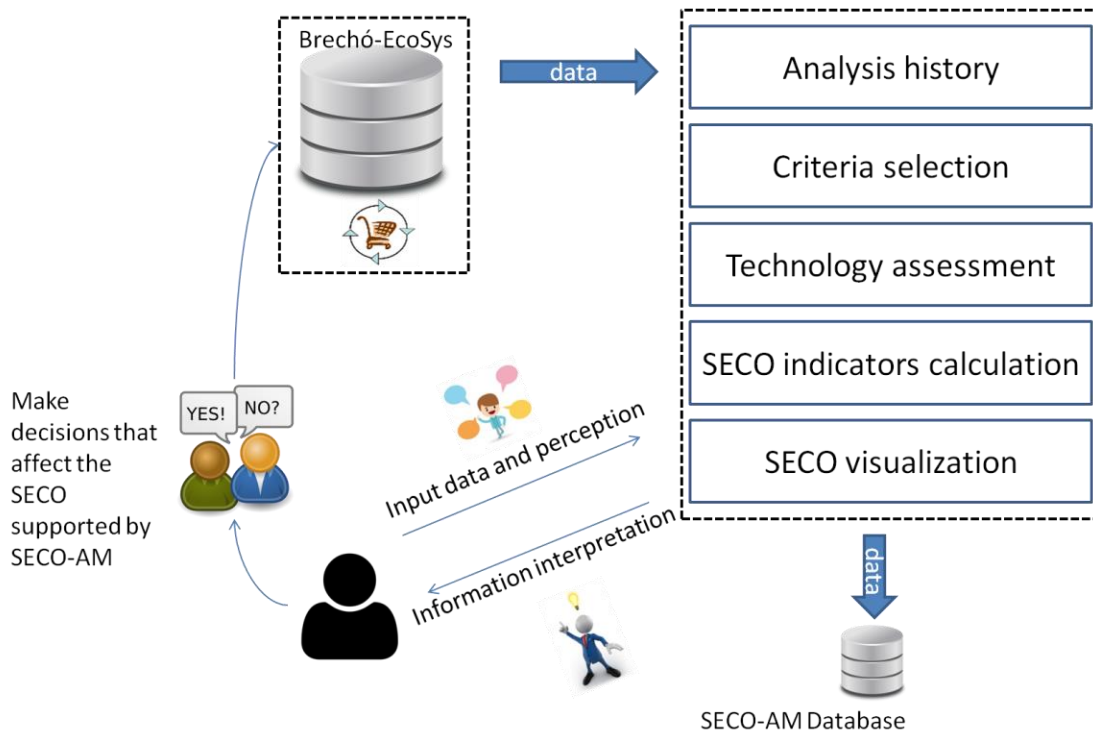 Brechó-EcoSys
data
Analysis history
Criteria selection
Technology assessment
SECO indicators calculation
SECO visualization
YES!
NO?
Make
decisions that
affect the
SECO
supported by
SECO-AM
Input data and perception
Information interpretation
data
SECO-AM Database